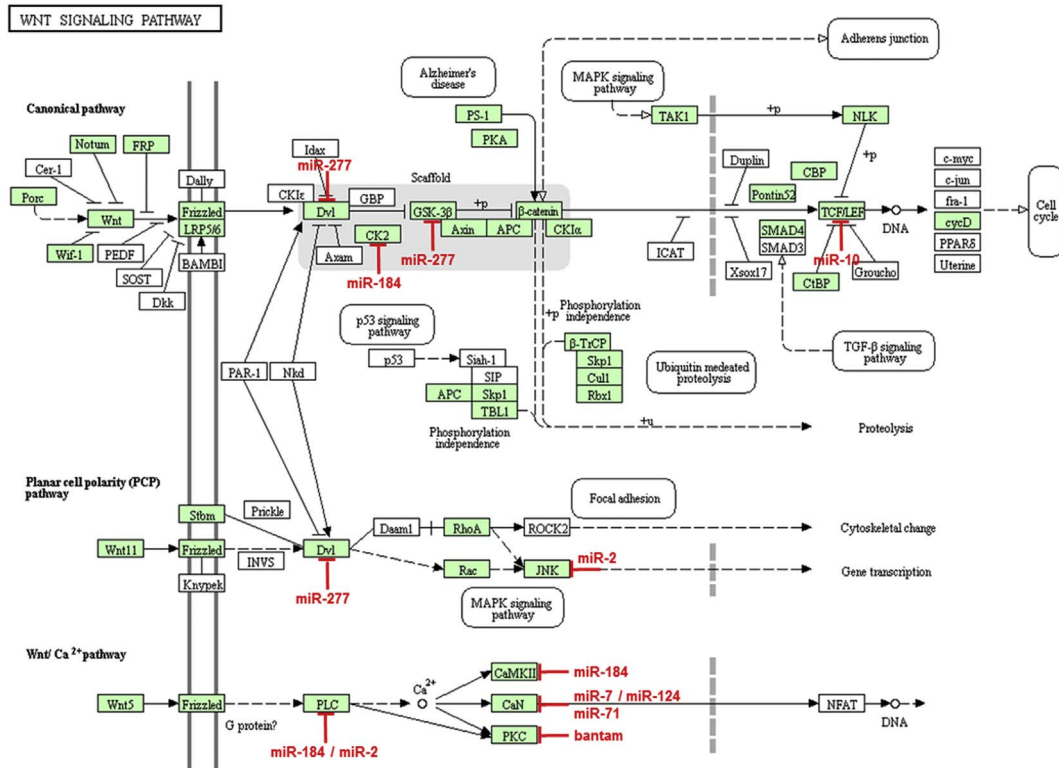 WNT SIGNALING PATHWAY
Canonical pathway
Notum
FRP
Cer-1
Porc
Wnt
Wif-1
PEDF
SOST
Dkk
Dally
Frizzled
LRP5/6
BAMBI
Idax
miR-277
CKIε
Dvl
GBP
Scaffold
CK2
Axam
miR-184
GSK-3β
+p
Axin
APC
miR-277
β-catenin
CKIα
Alzheimer's
disease
PS-1
PKA
Adherens junction
MAPK signaling
pathway
TAK1
+p
NLK
+p
Duplin
CBP
Pontin52
TCF/LEF
SMAD4
SMAD3
miR-10
ICAT
Xsox17
CtBP
Groucho
DNA
c-myc
c-jun
fra-1
cycD
PPARδ
Uterine
Cell
cycle
TGF-β signaling
pathway
p53 signaling
pathway
p53
Siah-1
SIP
APC
Skp1
TBL1
Phosphorylation
independence
+p
Phosphorylation
independence
β-TrCP
Skp1
Cul1
Rbx1
Ubiquitin medeated
proteolysis
+u
Proteolysis
PAR-1
Nkd
Planar cell polarity (PCP)
pathway
Stbm
Prickle
Wnt11
Frizzled
INVS
Knypek
Dvl
miR-277
Daam1
RhoA
ROCK2
Focal adhesion
Cytoskeletal change
Rac
JNK
miR-2
Gene transcription
MAPK signaling
pathway
Wnt/ Ca 2+ pathway
Wnt5
Frizzled
G protein?
PLC
miR-184 / miR-2
Ca2+
CaMKII
miR-184
CaN
miR-7 / miR-124
miR-71
PKC
bantam
NFAT
DNA